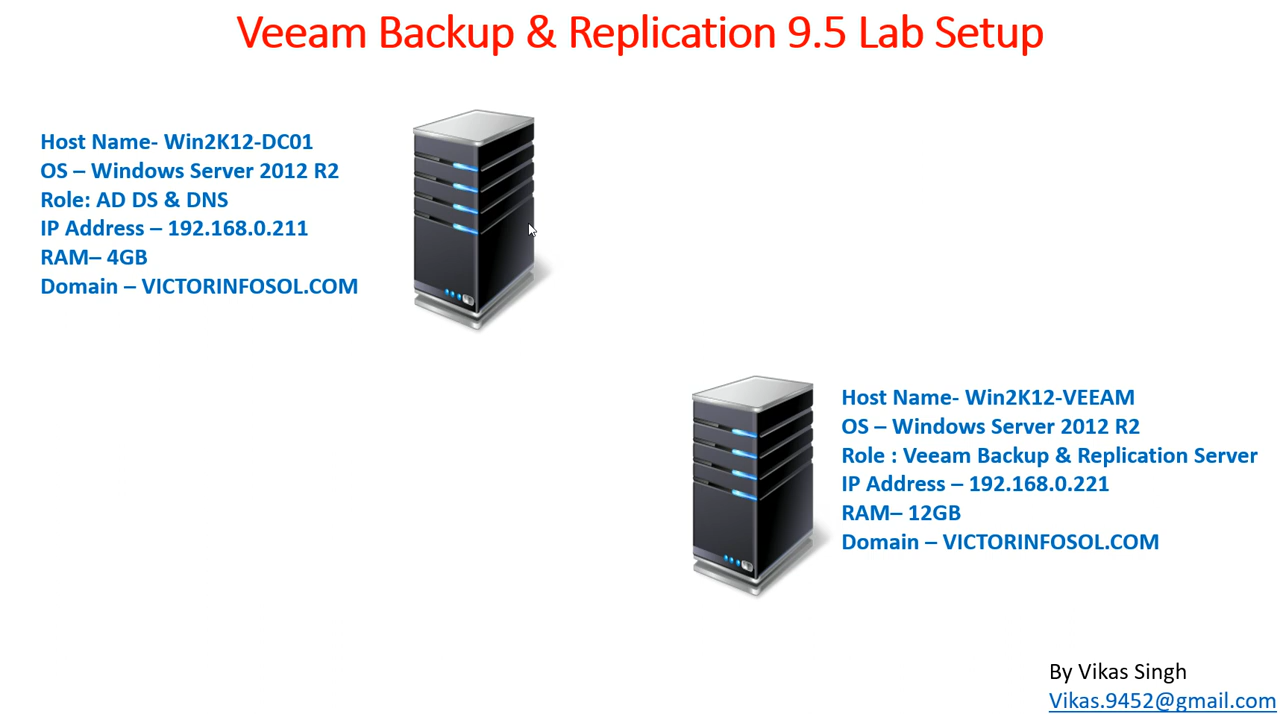 Veeam Backup & Replication 9.5 Lab Setup
Host Name- Win2K12-DC01
OS – Windows Server 2012 R2
Role: AD DS & DNS
IP Address – 192.168.0.211
RAM– 4GB
Domain – VICTORINFOSOL.COM
Host Name- Win2K12-VEEAM
OS – Windows Server 2012 R2
Role : Veeam Backup & Replication Server
IP Address – 192.168.0.221
RAM– 12GB
Domain – VICTORINFOSOL.COM
By Vikas Singh
Vikas.9452@gmail.com